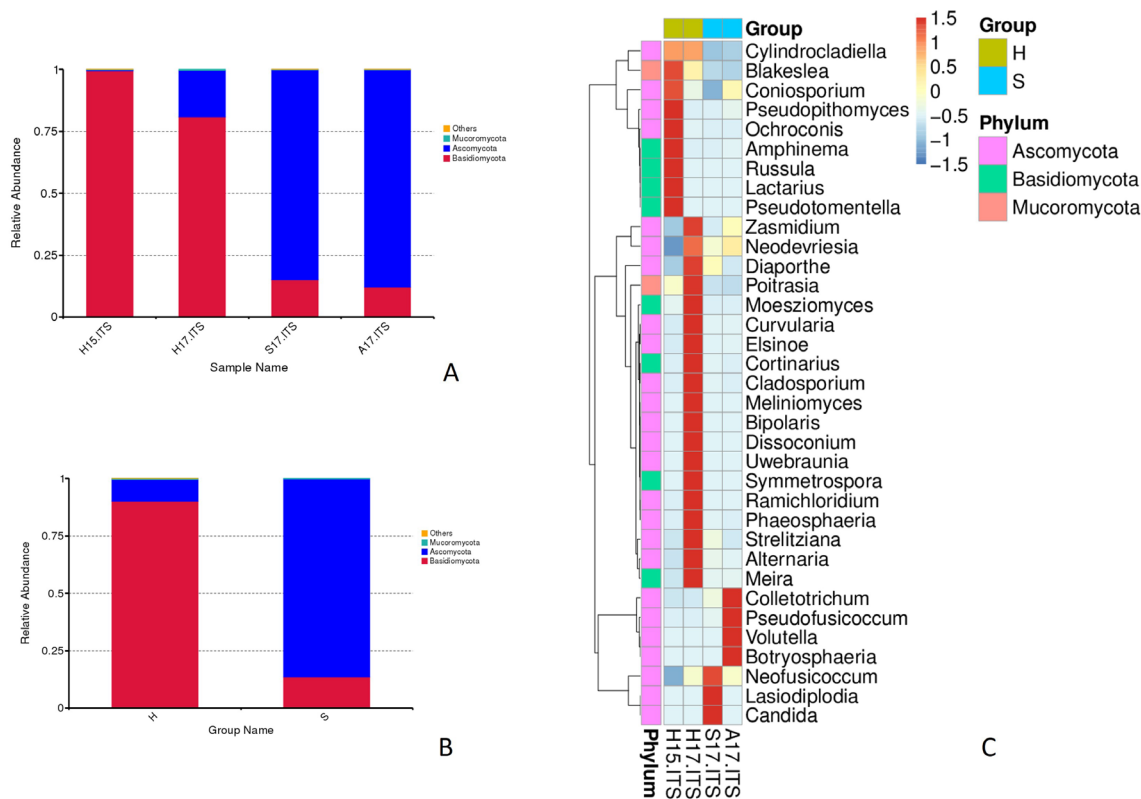 1
0.75
0.5
0.25
0
Relative Abundance
H15.ITS
H17.ITS
S17.ITS
A17.ITS
Sample Name
Others
Mucoromycota
Ascomycota
Basidiomycota
A
1
0.75
0.5
0.25
0
Relative Abundance
H
S
Group Name
Others
Mucoromycota
Ascomycota
Basidiomycota
B
Group
Cylindrocladiella
Blakeslea
Coniosporium
Pseudopithomyces
Ochroconis
Amphinema
Russula
Lactarius
Pseudotomentella
Zasmidium
Neodevriesia
Diaporthe
Poitrasia
Moesziomyces
Curvularia
Elsinoe
Cortinarius
Cladosporium
Meliniomyces
Bipolaris
Dissoconium
Uwebraunia
Symmetrospora
Ramichloridium
Phaeosphaeria
Strelitziana
Alternaria
Meira
Colletotrichum
Pseudofusicoccum
Volutella
Botryosphaeria
Neofusicoccum
Lasiodiplodia
Candida
Phylum
H15.ITS
H17.ITS
S17.ITS
A17.ITS
1.5
1
0.5
0
−0.5
−1
−1.5
Group
H
S
Phylum
Ascomycota
Basidiomycota
Mucoromycota
C